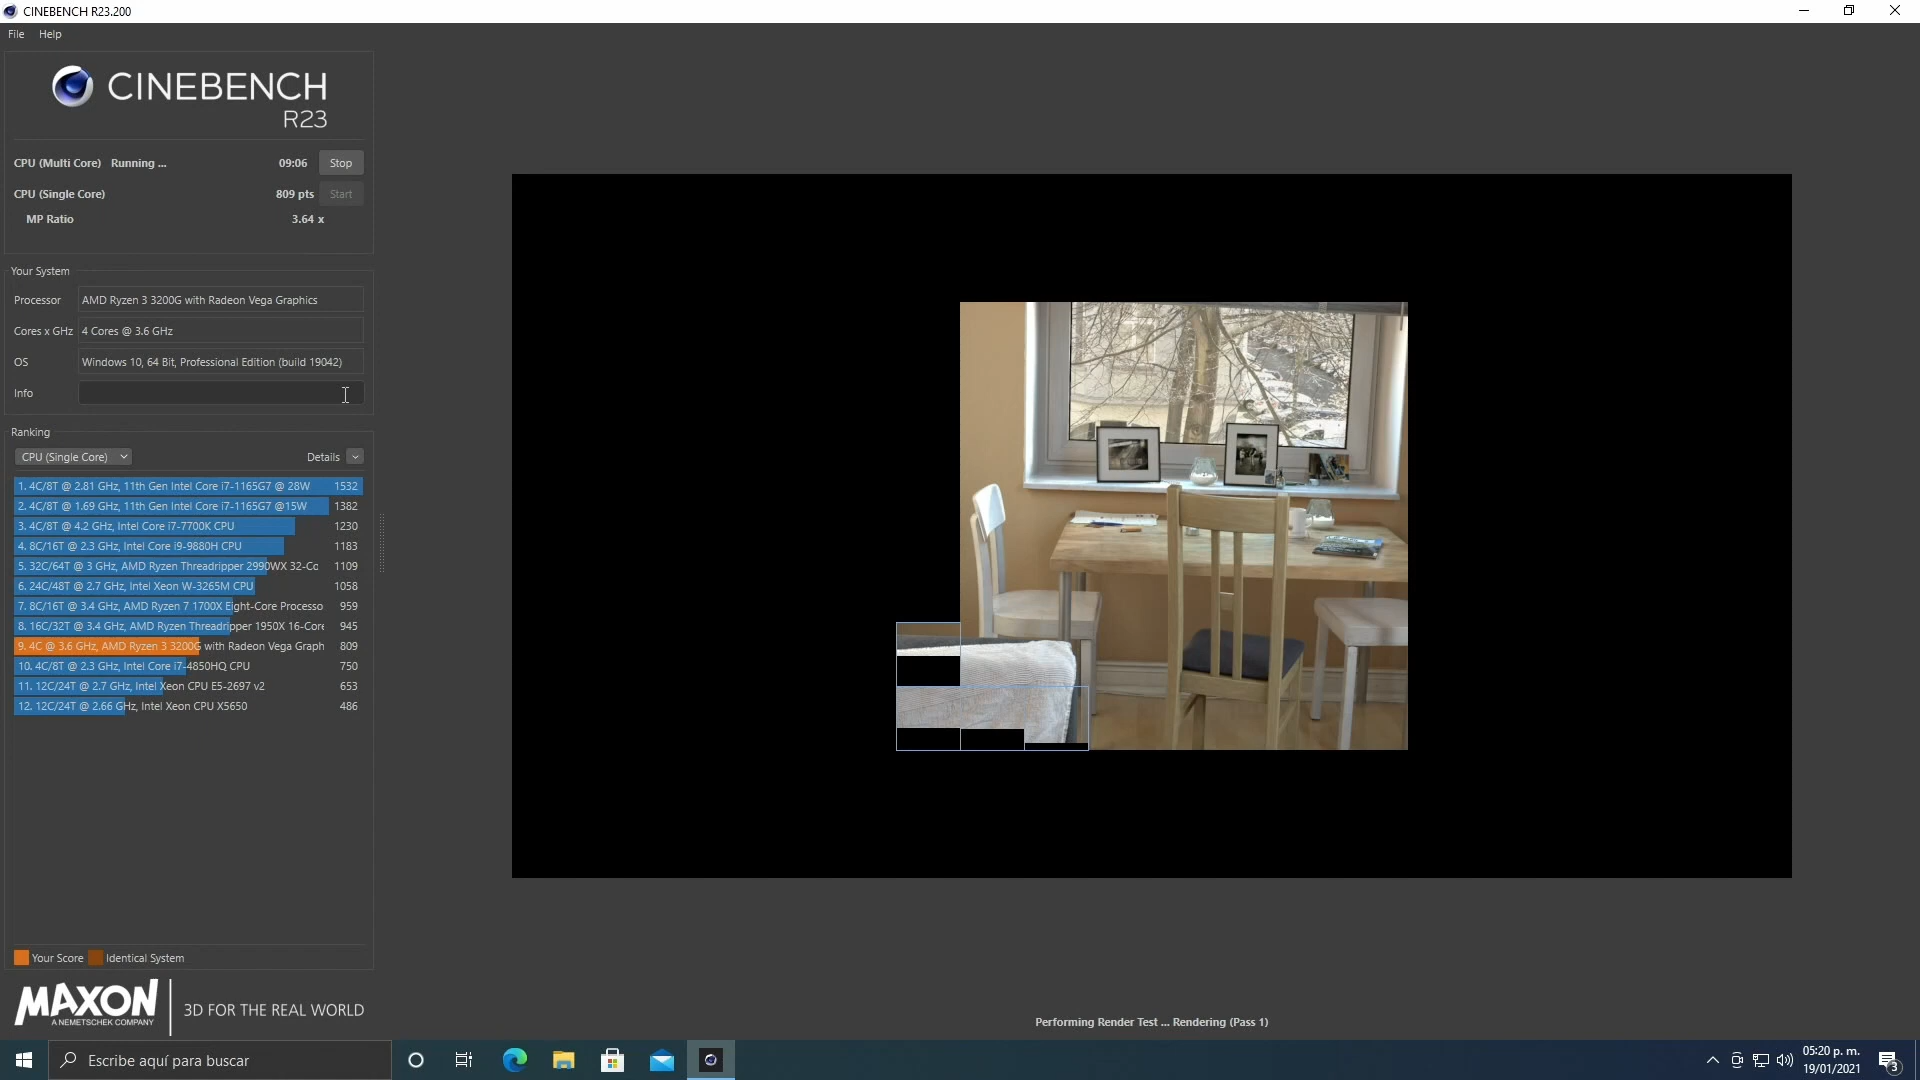 CINEBENCH R23.200
File Help
CINEBENCH
R23
CPU (Multi Core) Running ... 09:06 Stop
CPU (Single Core) 809 pts Start
MP Ratio 3.64 x
Your System
Processor AMD Ryzen 3 3200G with Radeon Vega Graphics
Cores x GHz 4 Cores @ 3.6 GHz
OS Windows 10, 64 Bit, Professional Edition (build 19042)
Info
Ranking
CPU (Single Core) Details
1. 4C/8T @ 2.81 GHz, 11th Gen Intel Core i7-1165G7 @ 28W 1532
2. 4C/8T @ 1.69 GHz, 11th Gen Intel Core i7-1165G7 @15W 1382
3. 4C/8T @ 4.2 GHz, Intel Core i7-7700K CPU 1230
4. 8C/16T @ 2.3 GHz, Intel Core i9-9880H CPU 1183
5. 32C/64T @ 3 GHz, AMD Ryzen Threadripper 2990WX 32-Co 1109
6. 24C/48T @ 2.7 GHz, Intel Xeon W-3265M CPU 1058
7. 8C/16T @ 3.4 GHz, AMD Ryzen 7 1700X Eight-Core Processo 959
8. 16C/32T @ 3.4 GHz, AMD Ryzen Threadripper 1950X 16-Core 945
9. 4C @ 3.6 GHz, AMD Ryzen 3 3200G with Radeon Vega Graph 809
10. 4C/8T @ 2.3 GHz, Intel Core i7-4850HQ CPU 750
11. 12C/24T @ 2.7 GHz, Intel Xeon CPU E5-2697 v2 653
12. 12C/24T @ 2.66 GHz, Intel Xeon CPU X5650 486
Your Score Identical System
MAXON
A NEMETSCHEK COMPANY
3D FOR THE REAL WORLD
Performing Render Test ... Rendering (Pass 1)
Escribe aquí para buscar
05:20 p. m.
19/01/2021
3